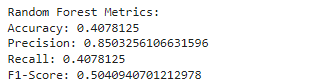 Random Forest Metrics:
Accuracy: 0.4078125
Precision: 0.8503256106631596
Recall: 0.4078125
F1-Score: 0.5040940701212978